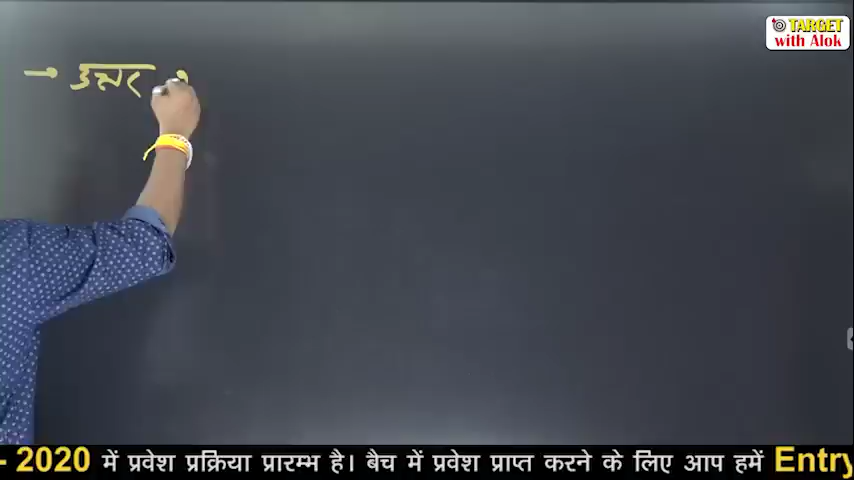 TARGET
with Alok
→ उत्तर
- 2020 में प्रवेश प्रक्रिया प्रारम्भ है। बैच में प्रवेश प्राप्त करने के लिए आप हमें Entry